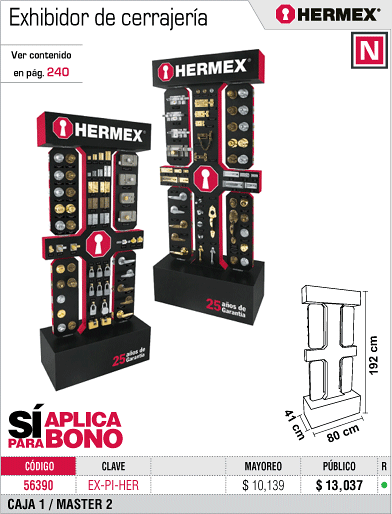 Exhibidor de cerrajería
HERMEX®
N
Ver contenido
en pág. 240
HERMEX®
HERMEX®
25 años de Garantía
25 años de Garantía
192 cm
41 cm
80 cm
SÍ APLICA
PARA BONO
CÓDIGO CLAVE MAYOREO PÚBLICO R
56390 EX-PI-HER $ 10,139 $ 13,037
CAJA 1 / MASTER 2